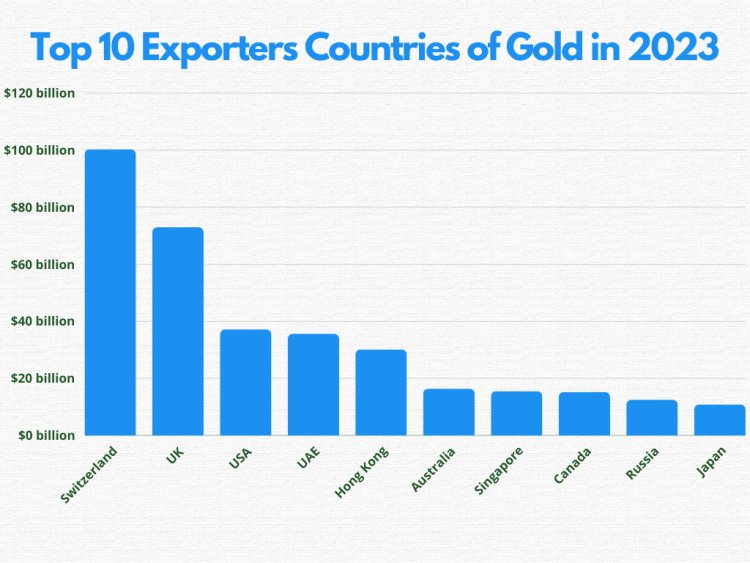 Top 10 Exporters Countries of Gold in 2023
$120 billion
$100 billion
$80 billion
$60 billion
$40 billion
$20 billion
$0 billion
Switzerland
UK
USA
UAE
Hong Kong
Australia
Singapore
Canada
Russia
Japan